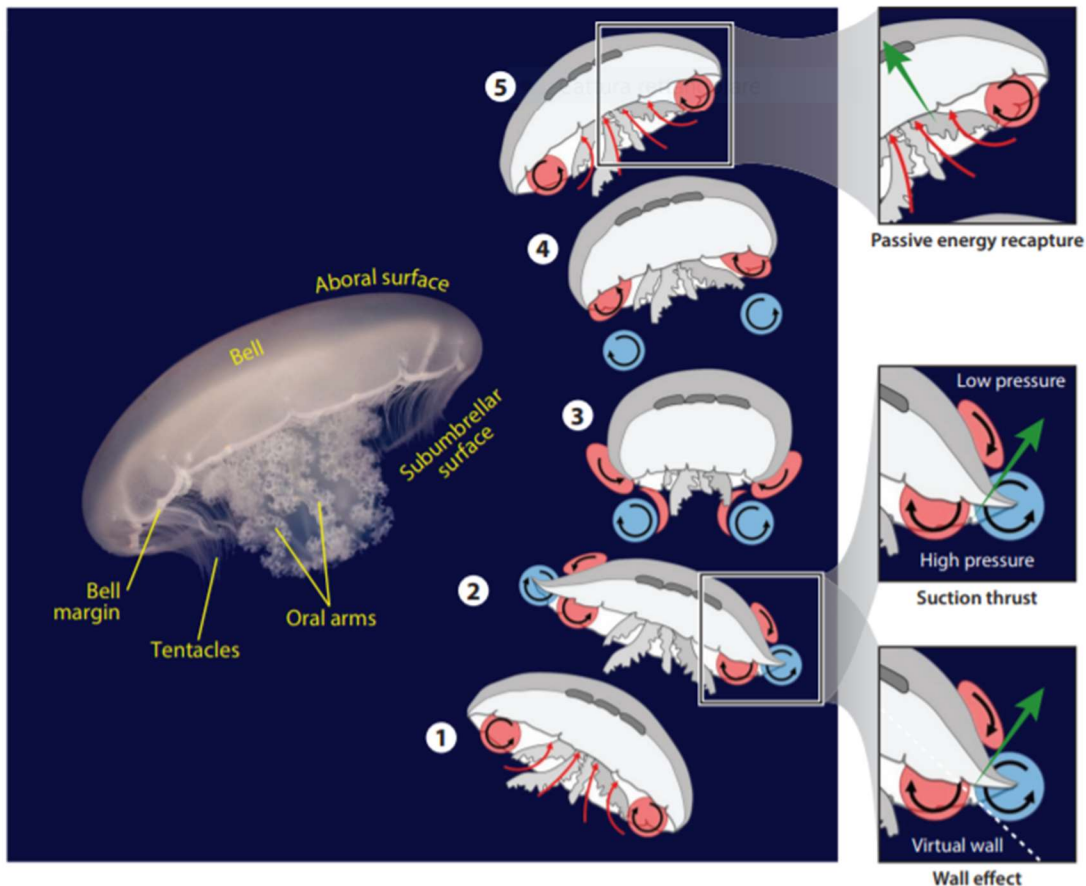 5
4
3
2
1
Aboral surface
Bell
Subumbrellar
surface
Bell
margin
Tentacles
Oral arms
Passive energy recapture
Low pressure
High pressure
Suction thrust
Virtual wall
Wall effect